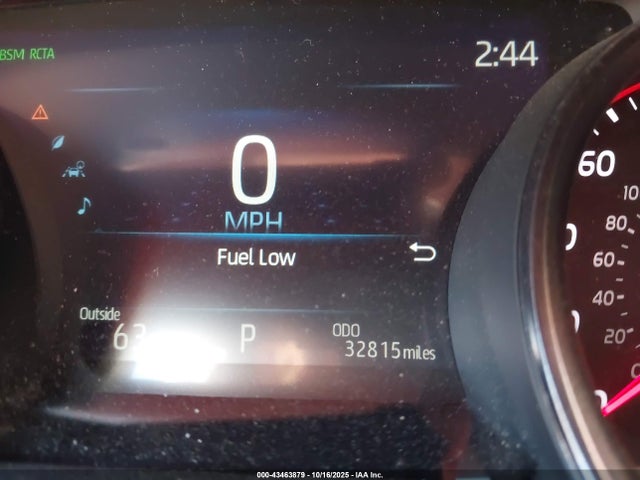 BSM RCTA
2:44
0
MPH
Fuel Low
Outside
63
P
ODO
32815 miles
60
80
60
40
20
000-43463879 - 10/16/2025 - IAA Inc.